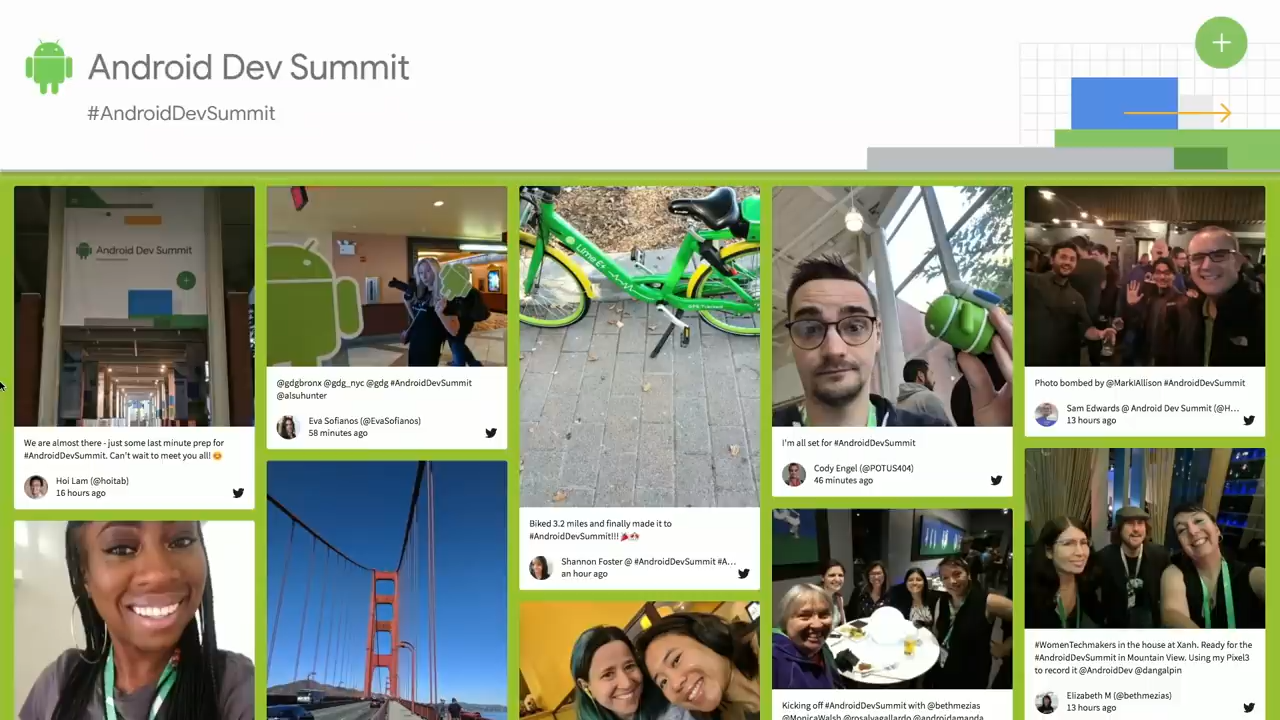 Android Dev Summit
#AndroidDevSummit
Android Dev Summit
We are almost there - just some last minute prep for
#AndroidDevSummit. Can't wait to meet you all! 😊
Hoi Lam (@hoitab)
16 hours ago
@gdgbronx @gdg_nyc @gdg #AndroidDevSummit
@alsuhunter
Eva Sofianos (@EvaSofianos)
58 minutes ago
Lime-E
Biked 3.2 miles and finally made it to
#AndroidDevSummit!!!
Shannon Foster @ #AndroidDevSummit #A...
an hour ago
I'm all set for #AndroidDevSummit
Cody Engel (@POTUS404)
46 minutes ago
Kicking off #AndroidDevSummit with @bethmezias
@MonicaWalsh @rosalvagallardo @androidamanda
Photo bombed by @MarkIAllison #AndroidDevSummit
Sam Edwards @ Android Dev Summit (@H...
13 hours ago
#WomenTechmakers in the house at Xanh. Ready for the
#AndroidDevSummit in Mountain View. Using my Pixel3
to record it @AndroidDev @dangalpin
Elizabeth M (@bethmezias)
13 hours ago